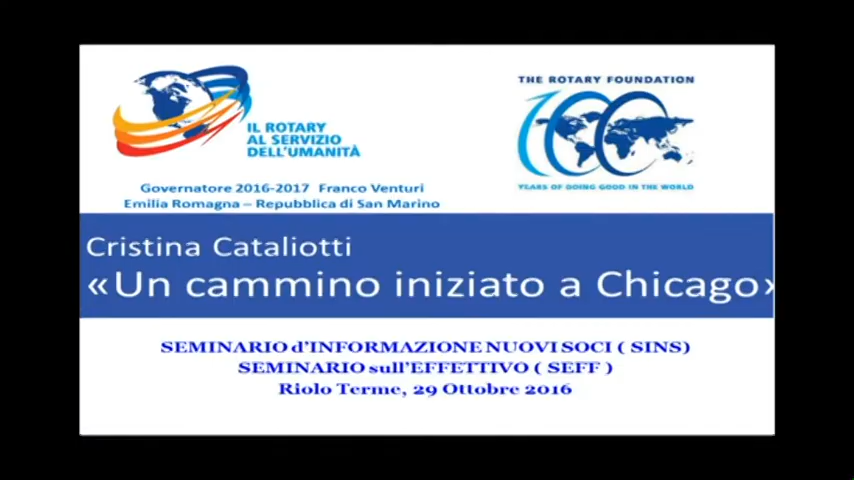 IL ROTARY
AL SERVIZIO
DELL'UMANITÀ
THE ROTARY FOUNDATION
100
YEARS OF DOING GOOD IN THE WORLD
Governatore 2016-2017 Franco Venturi
Emilia Romagna – Repubblica di San Marino
Cristina Cataliotti
«Un cammino iniziato a Chicago»
SEMINARIO d'INFORMAZIONE NUOVI SOCI ( SINS)
SEMINARIO sull'EFFETTIVO ( SEFF )
Riolo Terme, 29 Ottobre 2016